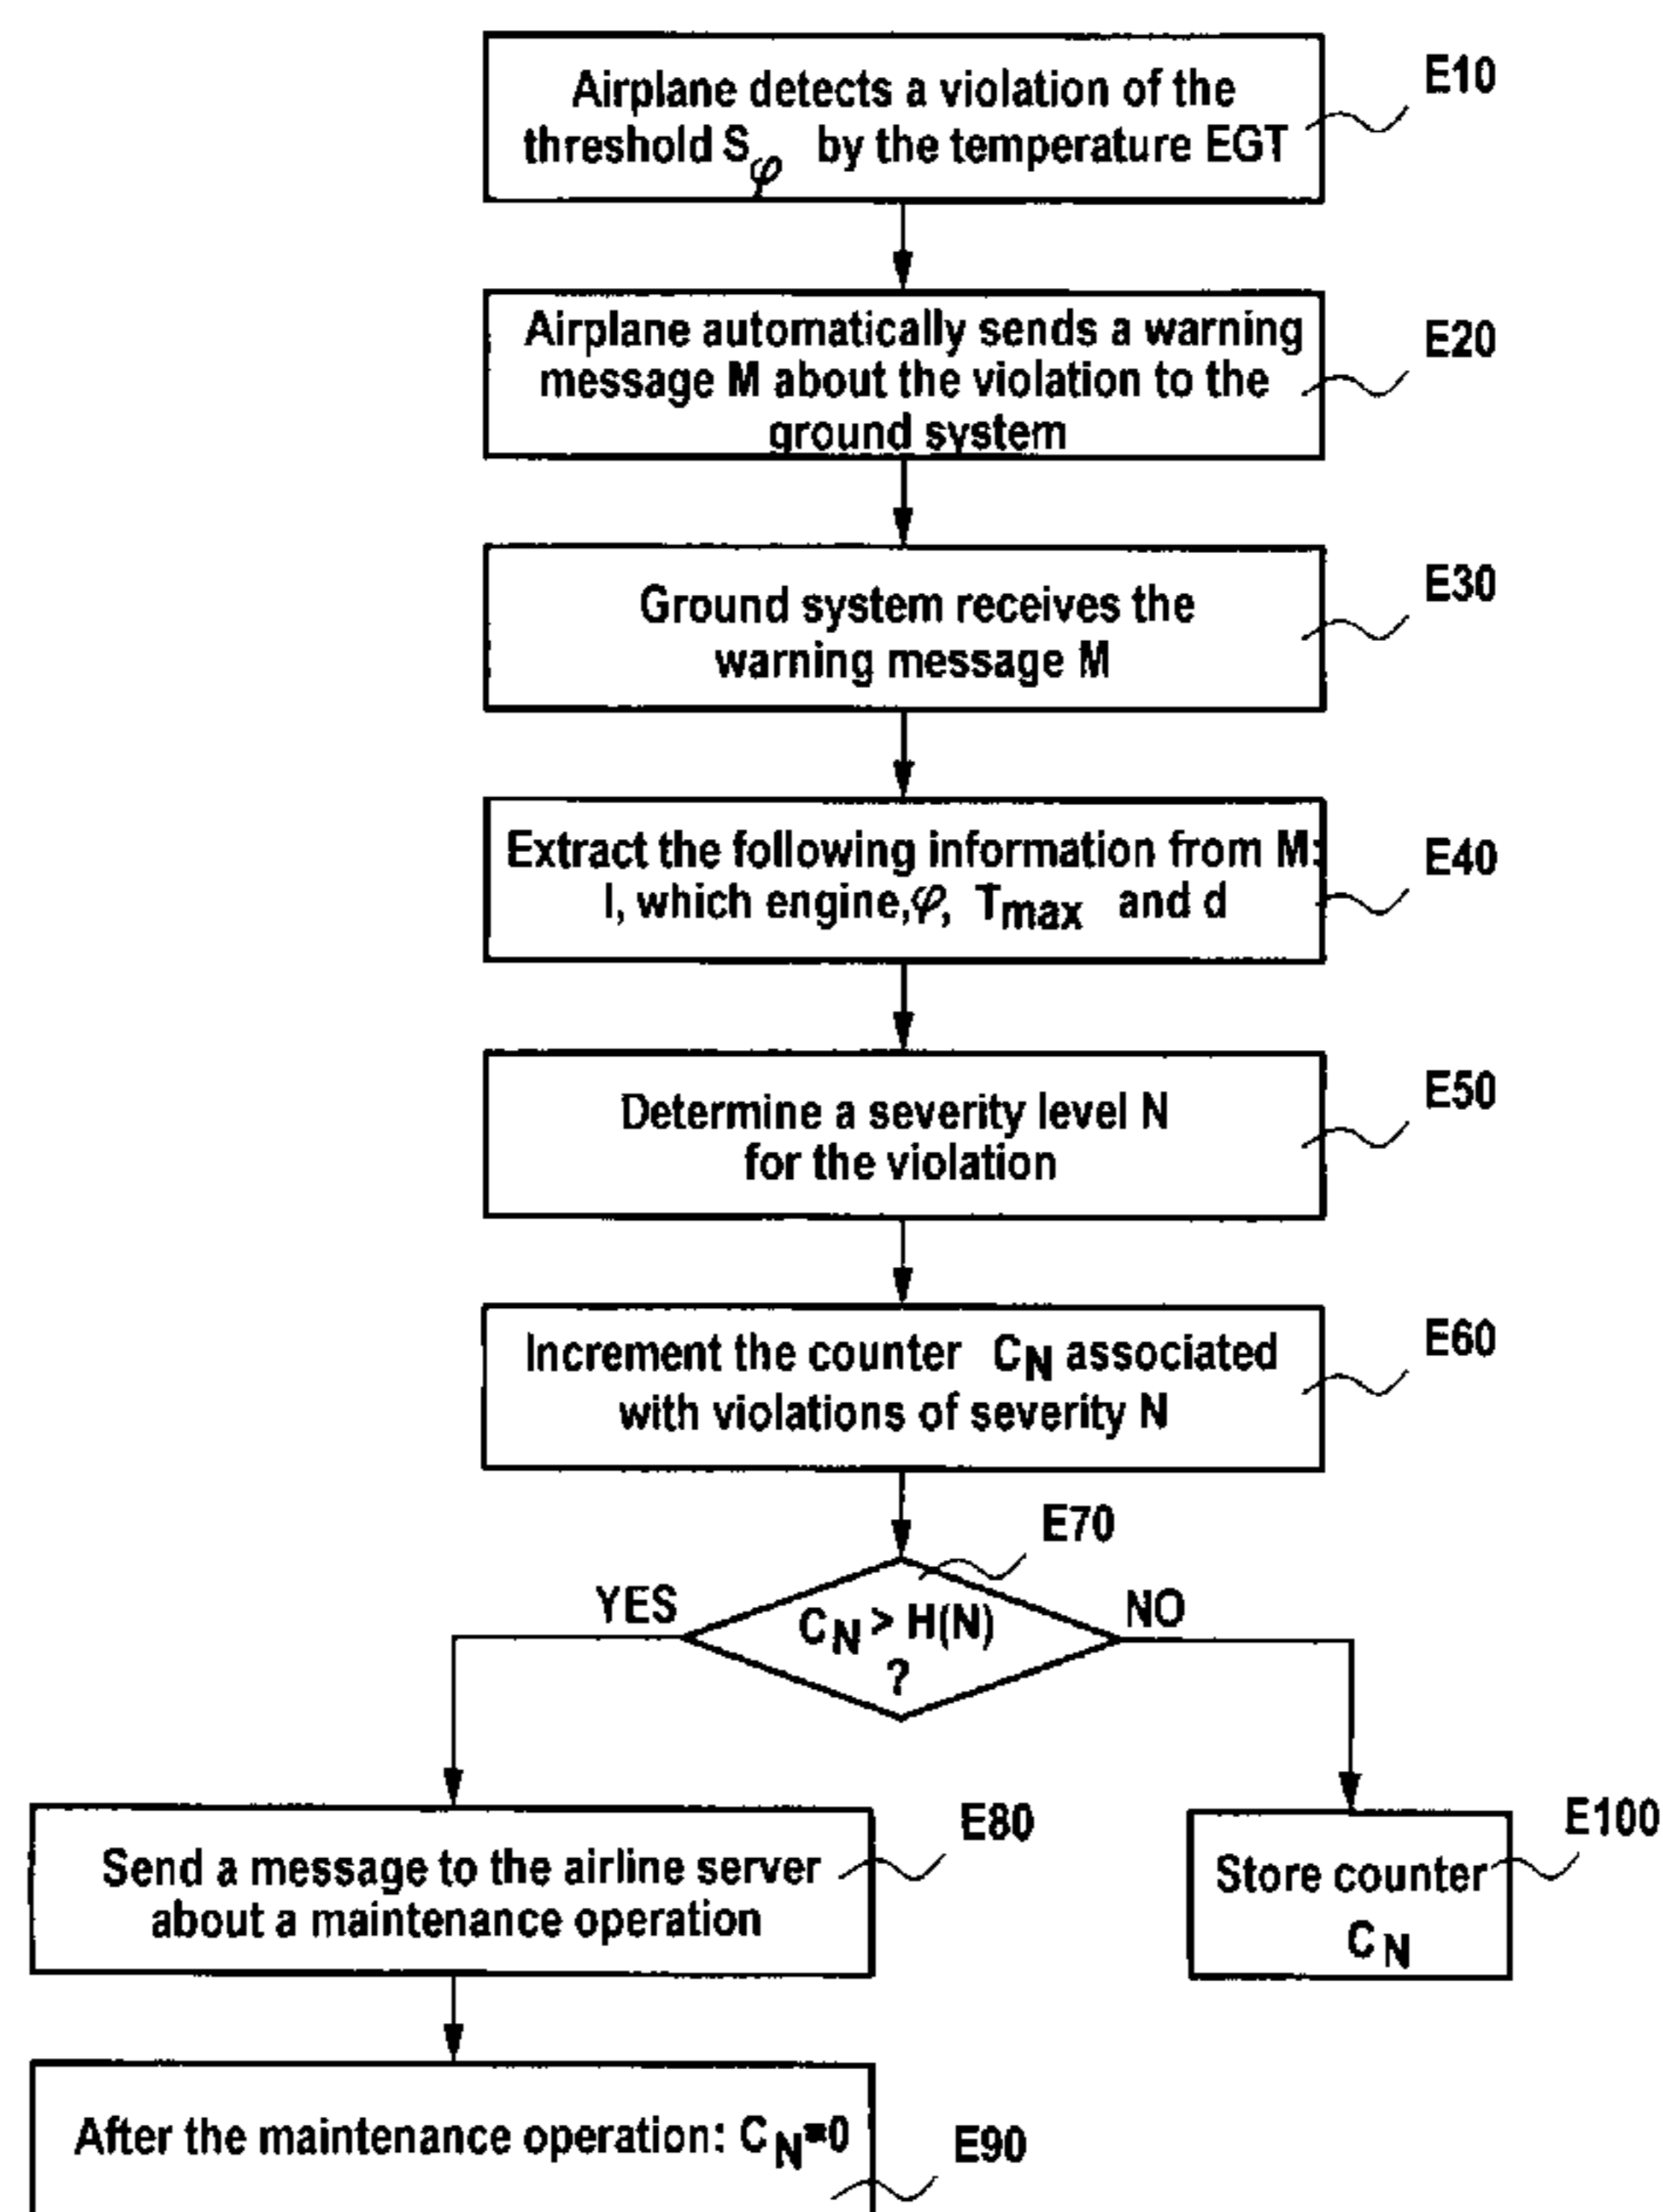 Airplane detects a violation of the
threshold Sφ by the temperature EGT
E10
Airplane automatically sends a warning
message M about the violation to the
ground system
E20
Ground system receives the
warning message M
E30
Extract the following information from M:
I, which engine,φ, Tmax and d
E40
Determine a severity level N
for the violation
E50
Increment the counter CN associated
with violations of severity N
E60
E70
YES
CN > H(N)
?
NO
Send a message to the airline server
about a maintenance operation
E80
Store counter
CN
E100
After the maintenance operation: CN=0
E90